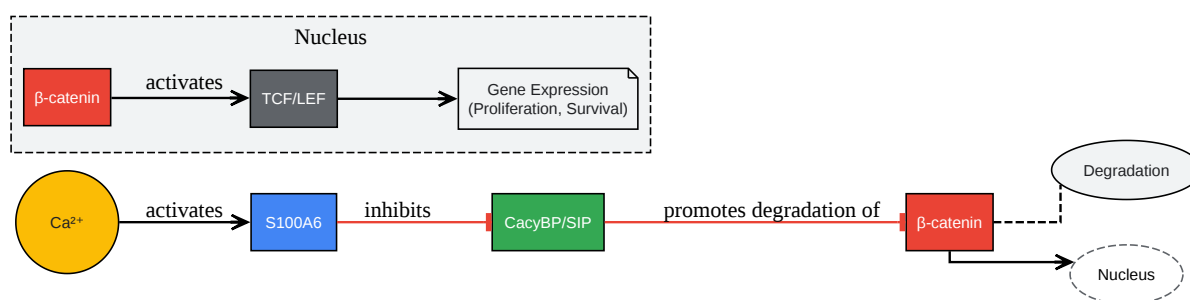 Nucleus
β-catenin
activates
TCF/LEF
Gene Expression
(Proliferation, Survival)
Ca²⁺
activates
S100A6
inhibits
CacyBP/SIP
promotes degradation of
β-catenin
Degradation
Nucleus